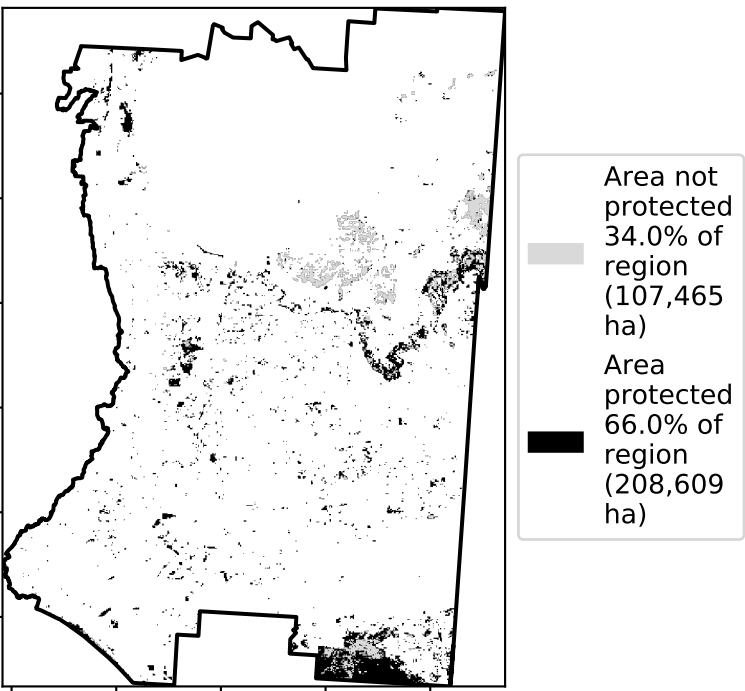 Area not
protected
34.0% of
region
(107,465
ha)
Area
protected
66.0% of
region
(208,609
ha)